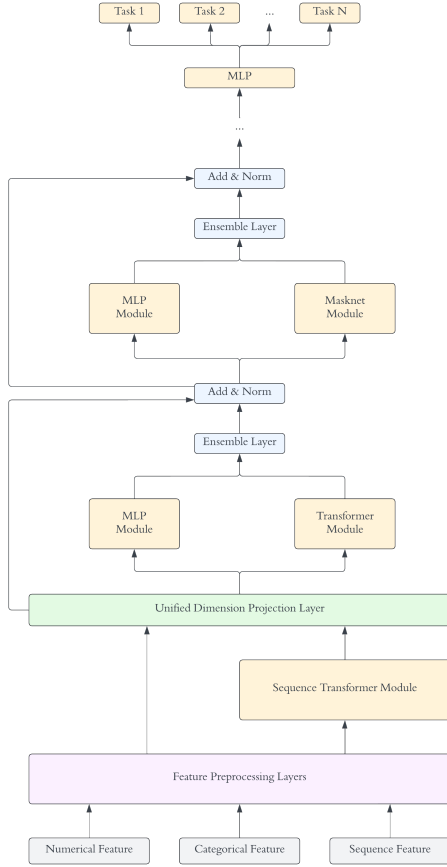 Task 1
Task 2
...
Task N
MLP
...
Add & Norm
Ensemble Layer
MLP
Module
Masknet
Module
Add & Norm
Ensemble Layer
MLP
Module
Transformer
Module
Unified Dimension Projection Layer
Sequence Transformer Module
Feature Preprocessing Layers
Numerical Feature
Categorical Feature
Sequence Feature